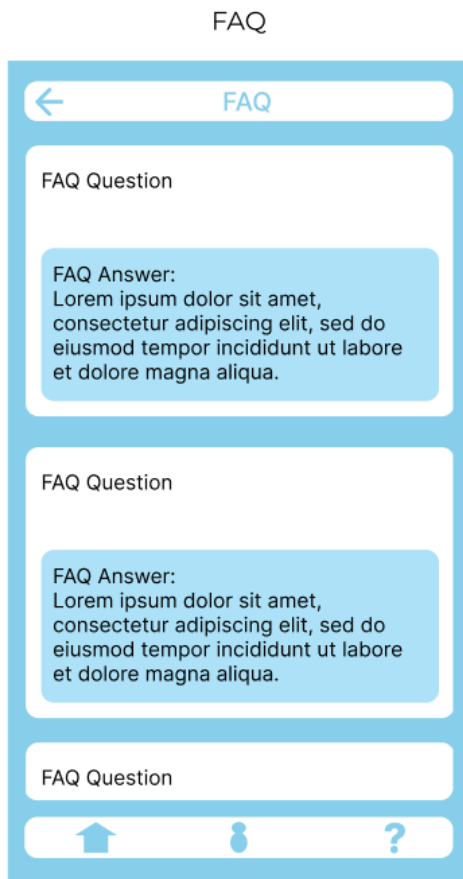 FAQ
FAQ
FAQ Question
FAQ Answer:
Lorem ipsum dolor sit amet,
consectetur adipiscing elit, sed do
eiusmod tempor incididunt ut labore
et dolore magna aliqua.
FAQ Question
FAQ Answer:
Lorem ipsum dolor sit amet,
consectetur adipiscing elit, sed do
eiusmod tempor incididunt ut labore
et dolore magna aliqua.
FAQ Question
?